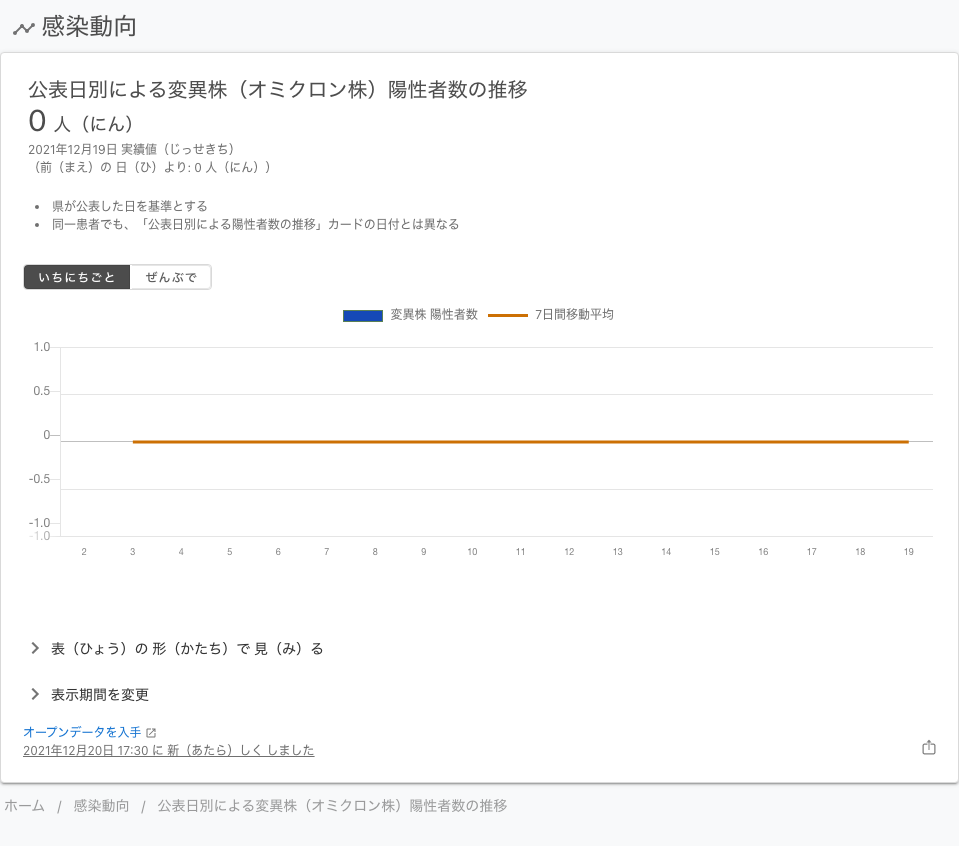 感染動向
公表日別による変異株（オミクロン株）陽性者数の推移
0 人（にん）
2021年12月19日 実績値（じっせきち）
（前（まえ）の 日（ひ）より: 0 人（にん））
• 県が公表した日を基準とする
• 同一患者でも、「公表日別による陽性者数の推移」カードの日付とは異なる
いちにちごと ぜんぶで
変異株 陽性者数 7日間移動平均
1.0
0.5
0
-0.5
-1.0
-1.0
2 3 4 5 6 7 8 9 10 11 12 13 14 15 16 17 18 19
表（ひょう）の 形（かたち）で 見（み）る
表示期間を変更
オープンデータを入手
2021年12月20日 17:30 に 新（あたら）しく しました
ホーム / 感染動向 / 公表日別による変異株（オミクロン株）陽性者数の推移